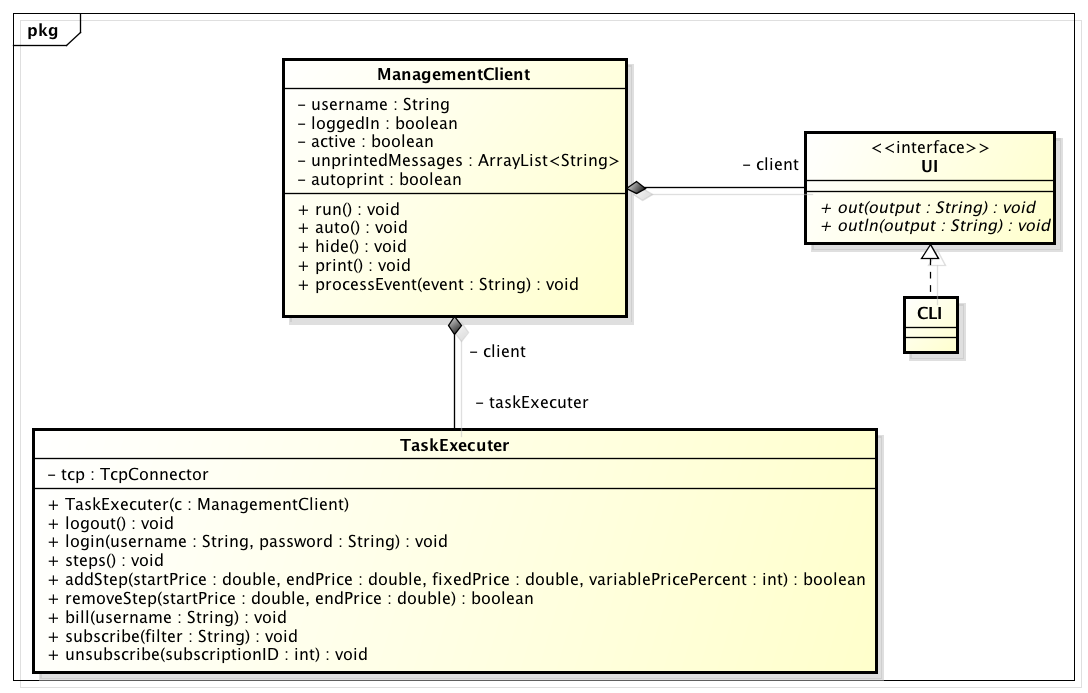 pkg
ManagementClient
– username : String
– loggedIn : boolean
– active : boolean
– unprintedMessages : ArrayList<String>
– autoprint : boolean
+ run() : void
+ auto() : void
+ hide() : void
+ print() : void
+ processEvent(event : String) : void
– client
<<interface>>
UI
+ out(output : String) : void
+ outln(output : String) : void
CLI
– client
– taskExecuter
TaskExecuter
– tcp : TcpConnector
+ TaskExecuter(c : ManagementClient)
+ logout() : void
+ login(username : String, password : String) : void
+ steps() : void
+ addStep(startPrice : double, endPrice : double, fixedPrice : double, variablePricePercent : int) : boolean
+ removeStep(startPrice : double, endPrice : double) : boolean
+ bill(username : String) : void
+ subscribe(filter : String) : void
+ unsubscribe(subscriptionID : int) : void